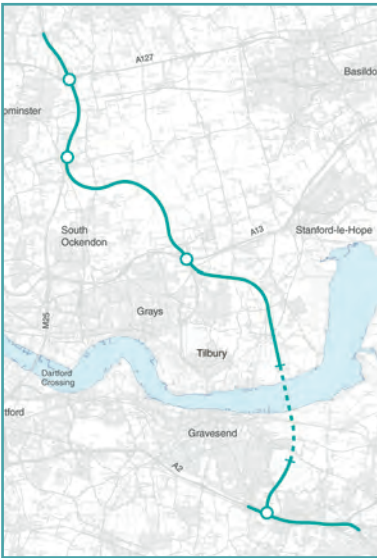 A127
Basildo
ominster
South
Ockendon
A13
Stanford-le-Hope
M25
Grays
Tilbury
Dartford
Crossing
tford
Gravesend
A2